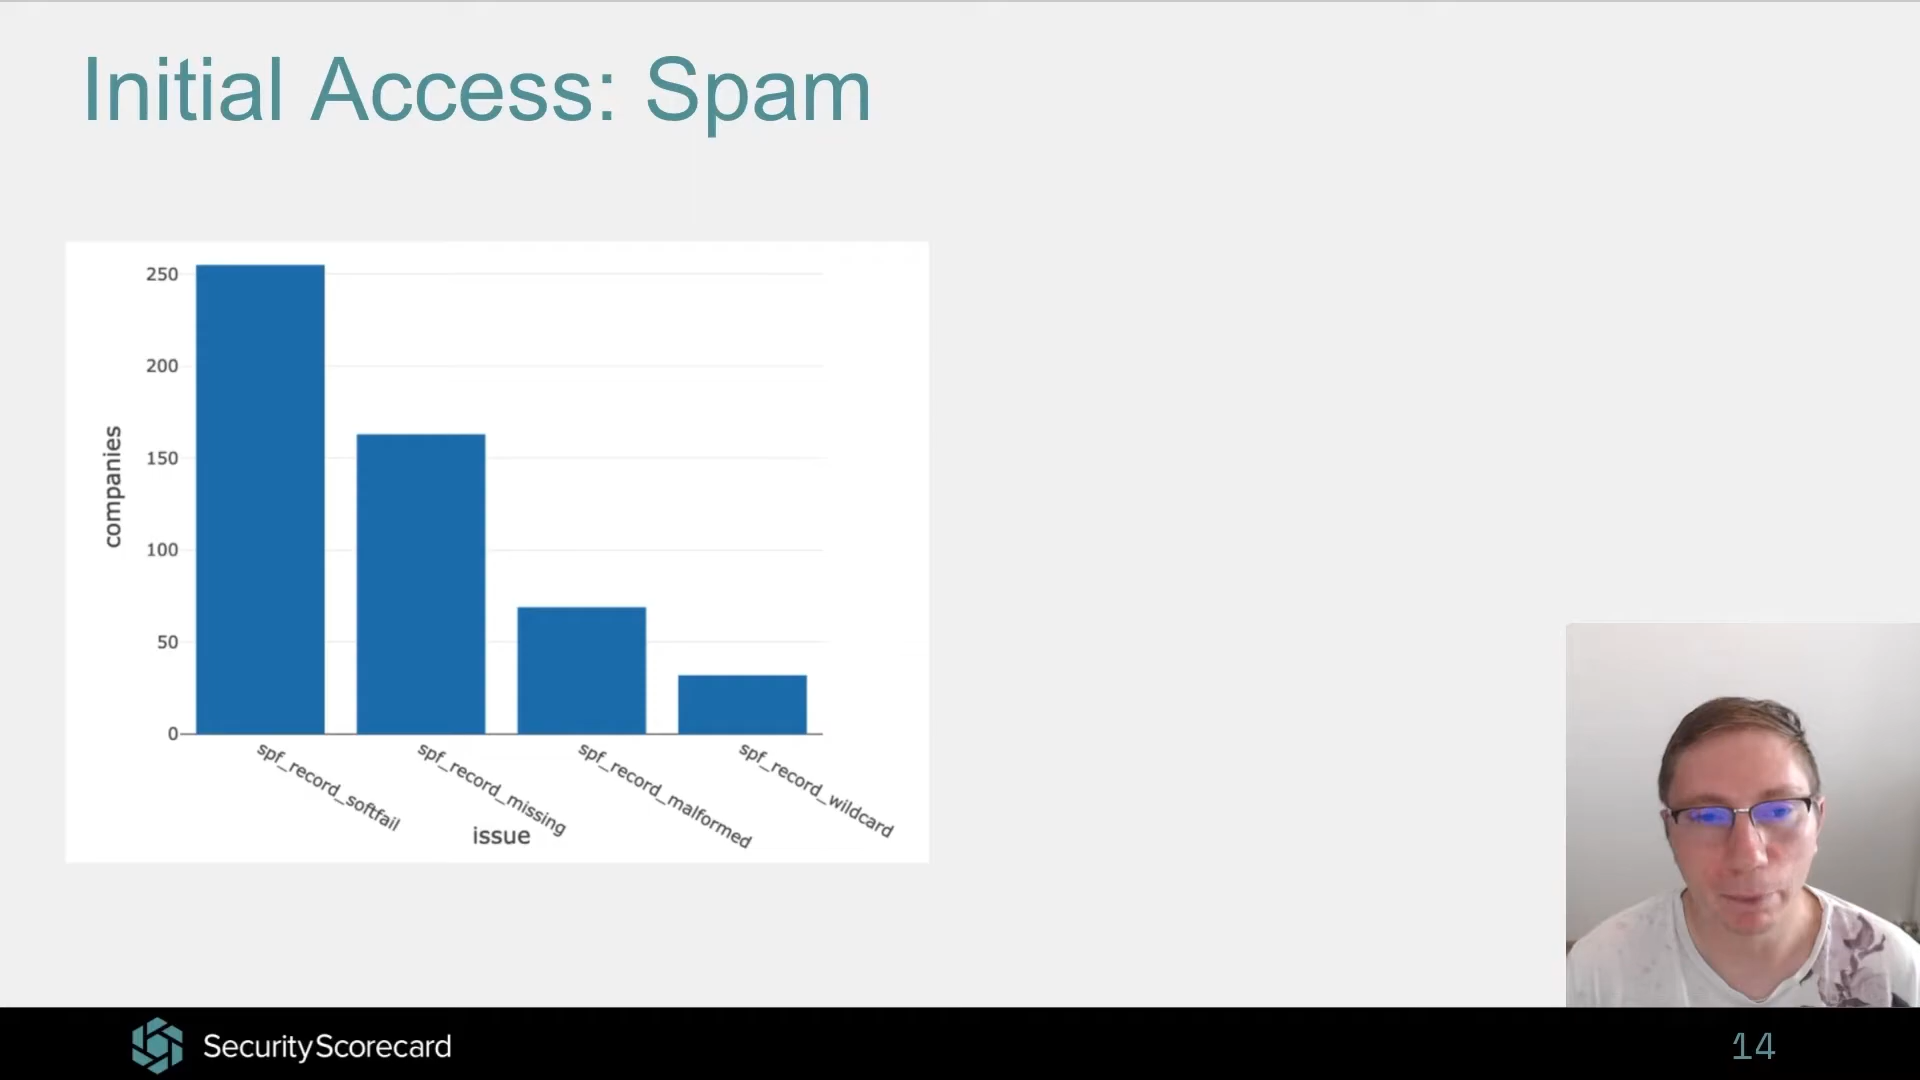 Initial Access: Spam
250
200
150
100
50
0
companies
spf_record_softfail
spf_record_missing
spf_record_malformed
spf_record_wildcard
issue
SecurityScorecard
14